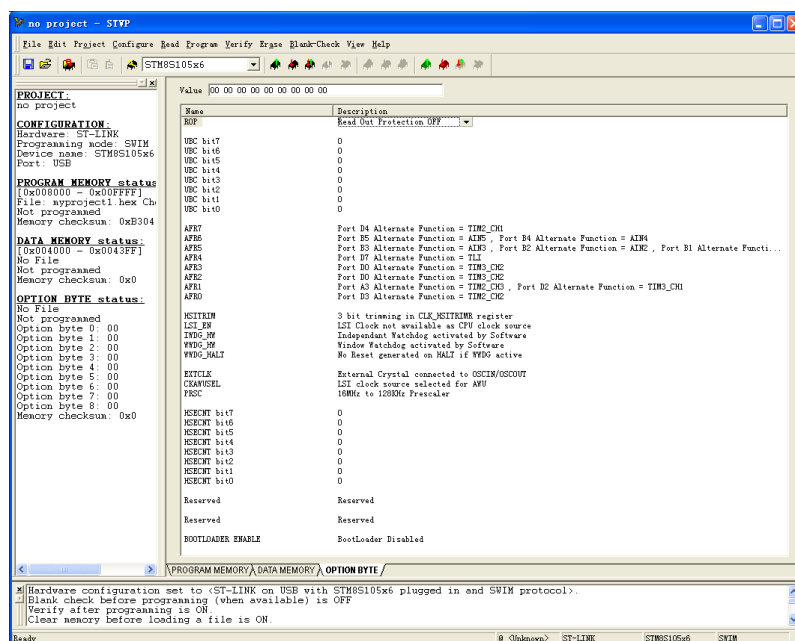 no project - STVP
File Edit Project Configure Read Program Verify Erase Blank-Check View Help
STM8S105x6
PROJECT:
no project
CONFIGURATION:
Hardware: ST-LINK
Programming mode: SWIM
Device name: STM8S105x6
Port: USB
PROGRAM MEMORY status
[0x008000 - 0x00FFFF]
File: myproject1.hex Ch
Not programmed
Memory checksum: 0xB304
DATA MEMORY status:
[0x004000 - 0x0043FF]
No File
Not programmed
Memory checksum: 0x0
OPTION BYTE status:
No File
Not programmed
Option byte 0: 00
Option byte 1: 00
Option byte 2: 00
Option byte 3: 00
Option byte 4: 00
Option byte 5: 00
Option byte 6: 00
Option byte 7: 00
Option byte 8: 00
Memory checksum: 0x0
Value 00 00 00 00 00 00 00 00 00 00
Name Description
ROP Read Out Protection OFF
UBC bit7 0
UBC bit6 0
UBC bit5 0
UBC bit4 0
UBC bit3 0
UBC bit2 0
UBC bit1 0
UBC bit0 0
AFR7 Port D4 Alternate Function = TIM2_CH1
AFR6 Port B5 Alternate Function = AIN5 , Port B4 Alternate Function = AIN4
AFR5 Port B3 Alternate Function = AIN3 , Port B2 Alternate Function = AIN2 , Port B1 Alternate Functi...
AFR4 Port D7 Alternate Function = TLI
AFR3 Port D0 Alternate Function = TIM3_CH2
AFR2 Port D0 Alternate Function = TIM3_CH2
AFR1 Port A3 Alternate Function = TIM2_CH3 , Port D2 Alternate Function = TIM3_CH1
AFR0 Port D3 Alternate Function = TIM2_CH2
HSITRIM 3 bit trimming in CLK_HSITRIMR register
LSI_EN LSI Clock not available as CPU clock source
IWDG_HW Independant Watchdog activated by Software
WWDG_HW Window Watchdog activated by Software
WWDG_HALT No Reset generated on HALT if WWDG active
EXTCLK External Crystal connected to OSCIN/OSCOUT
CKAWUSEL LSI clock source selected for AWU
PRSC 16MHz to 128KHz Prescaler
HSECNT bit7 0
HSECNT bit6 0
HSECNT bit5 0
HSECNT bit4 0
HSECNT bit3 0
HSECNT bit2 0
HSECNT bit1 0
HSECNT bit0 0
Reserved Reserved
Reserved Reserved
BOOTLOADER ENABLE BootLoader Disabled
PROGRAM MEMORY DATA MEMORY OPTION BYTE
Hardware configuration set to <ST-LINK on USB with STM8S105x6 plugged in and SWIM protocol>.
Blank check before programming (when available) is OFF
Verify after programming is ON.
Clear memory before loading a file is ON.
Ready @ <Unknown> ST-LINK STM8S105x6 SWIM